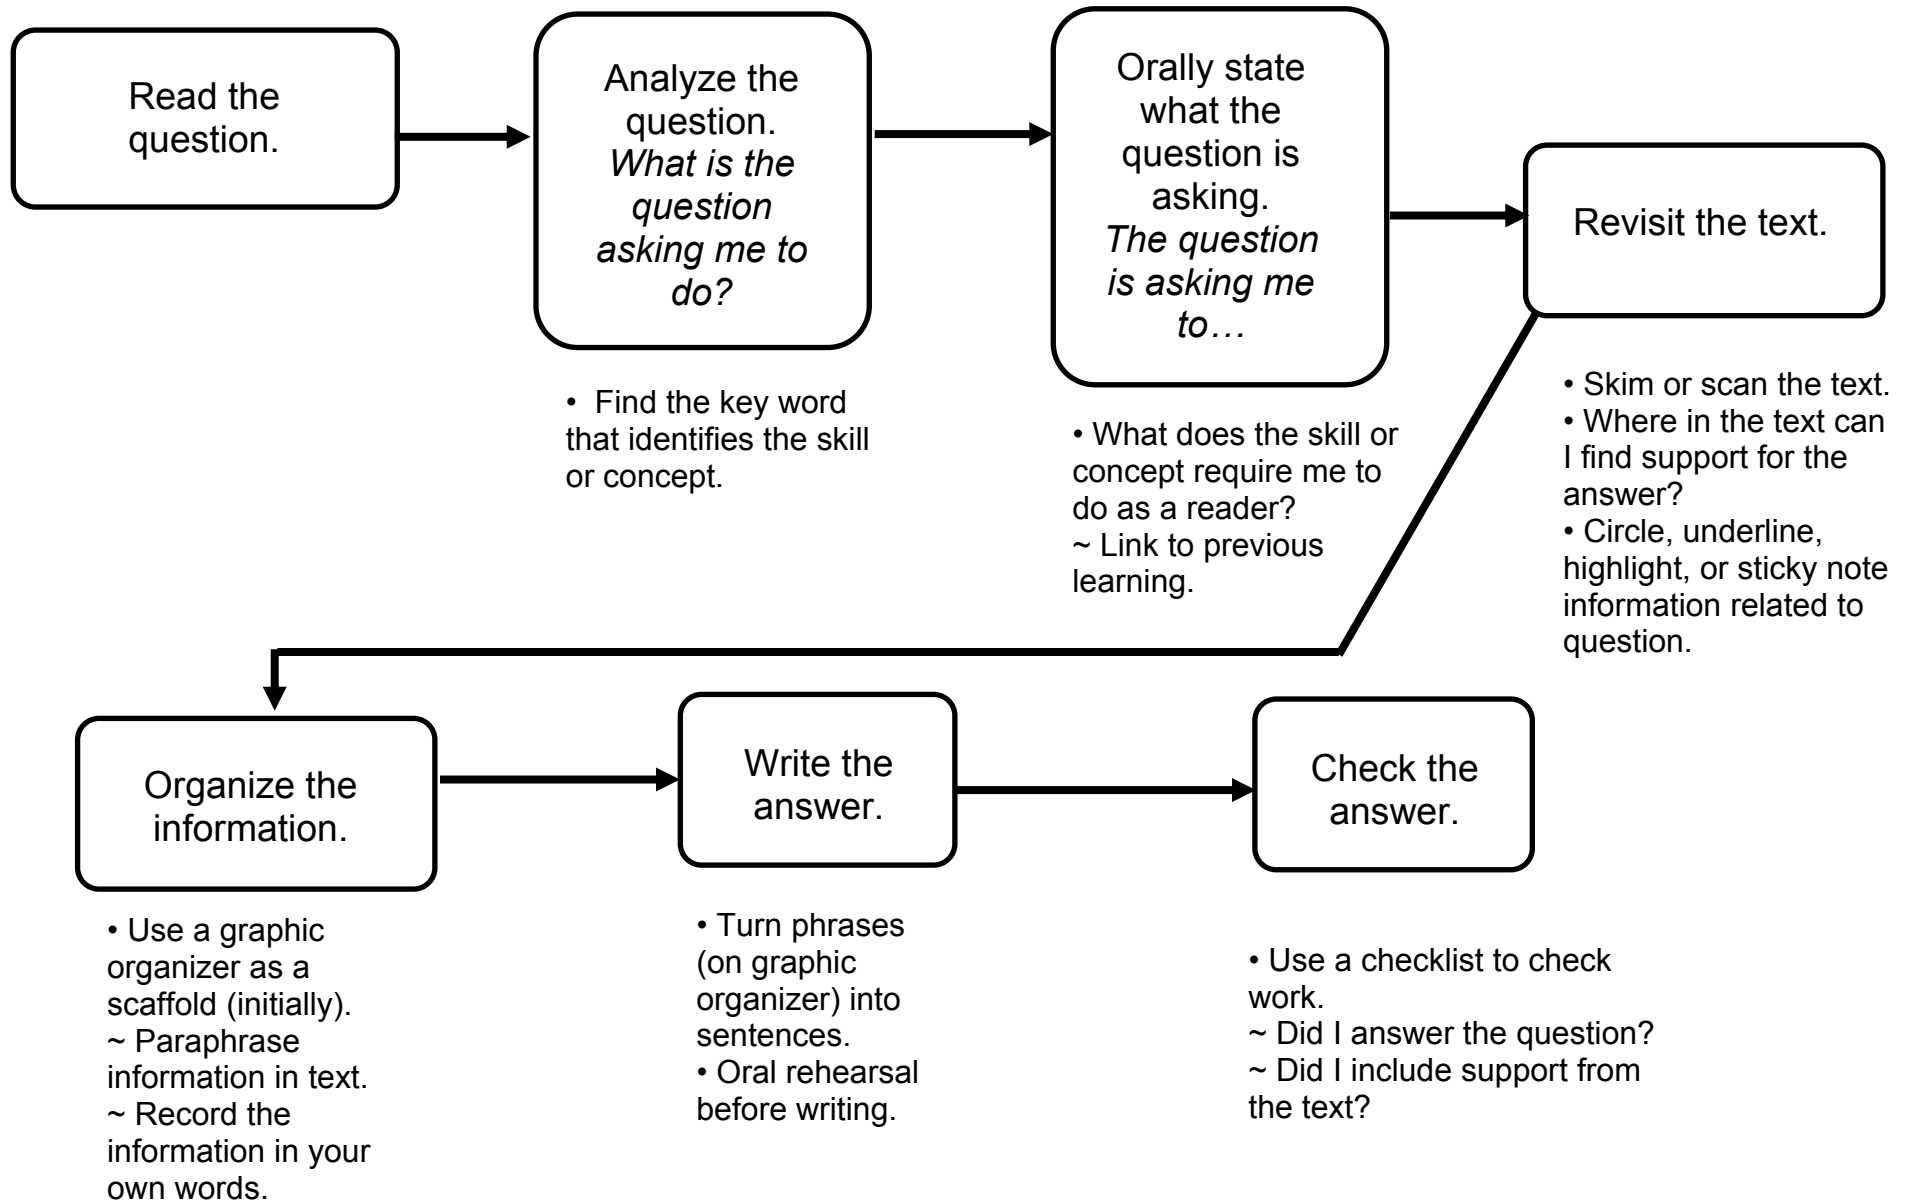 Read the
question.
Analyze the
question.
What is the
question
asking me to
do?
• Find the key word
that identifies the skill
or concept.
Orally state
what the
question is
asking.
The question
is asking me
to…
• What does the skill or
concept require me to
do as a reader?
~ Link to previous
learning.
Revisit the text.
• Skim or scan the text.
• Where in the text can
I find support for the
answer?
• Circle, underline,
highlight, or sticky note
information related to
question.
Organize the
information.
• Use a graphic
organizer as a
scaffold (initially).
~ Paraphrase
information in text.
~ Record the
information in your
own words.
Write the
answer.
• Turn phrases
(on graphic
organizer) into
sentences.
• Oral rehearsal
before writing.
Check the
answer.
• Use a checklist to check
work.
~ Did I answer the question?
~ Did I include support from
the text?